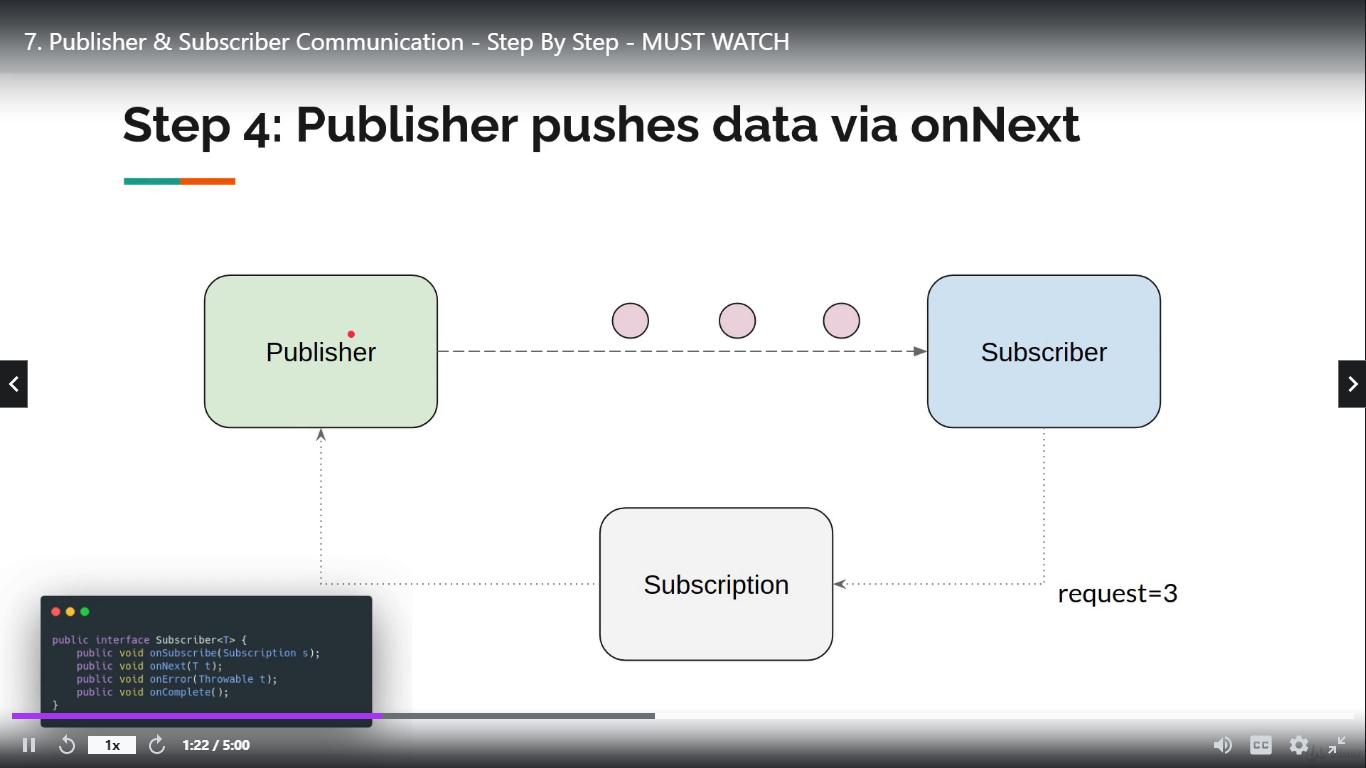 7. Publisher & Subscriber Communication - Step By Step - MUST WATCH
Step 4: Publisher pushes data via onNext
Publisher
Subscriber
Subscription
request=3
public interface Subscriber<T> {
    public void onSubscribe(Subscription s);
    public void onNext(T t);
    public void onError(Throwable t);
    public void onComplete();
}
1x
1:22 / 5:00
CC